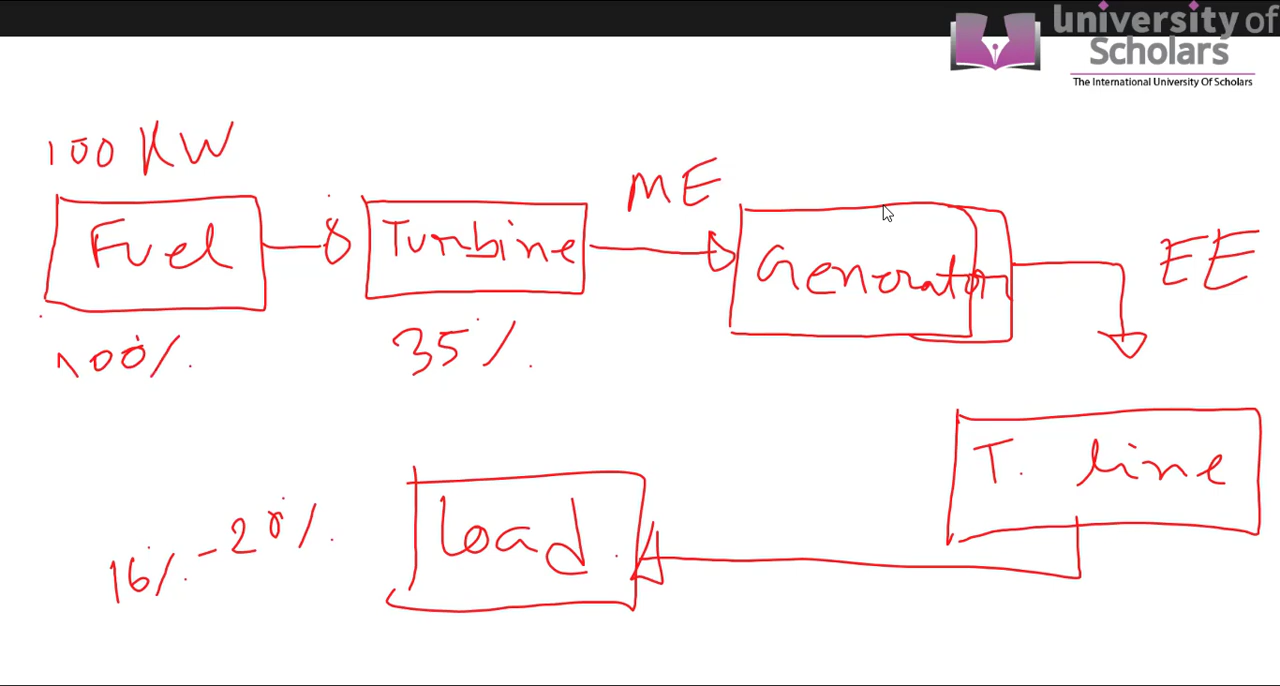 university of
Scholars
The International University Of Scholars
100 KW
Fuel
100%.
Turbine
35%.
ME
Generator
EE
T. line
Load.
16%. - 20%.